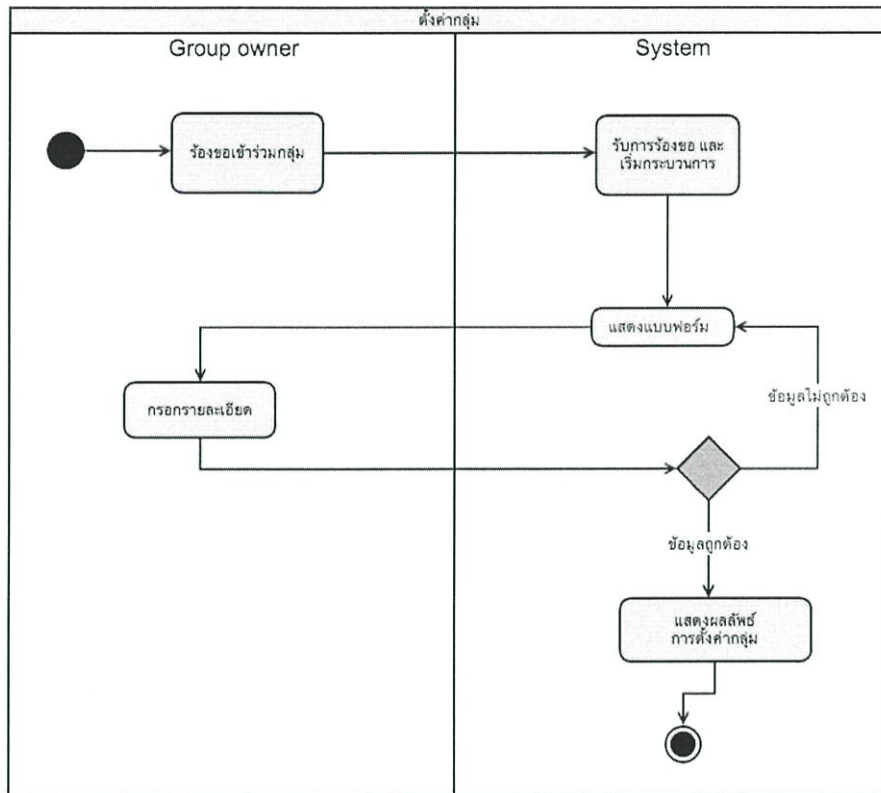 ตั้งค่ากลุ่ม
Group owner
System
ร้องขอเข้าร่วมกลุ่ม
รับการร้องขอ และ
เริ่มกระบวนการ
แสดงแบบฟอร์ม
กรอกรายละเอียด
ข้อมูลไม่ถูกต้อง
ข้อมูลถูกต้อง
แสดงผลลัพธ์
การตั้งค่ากลุ่ม